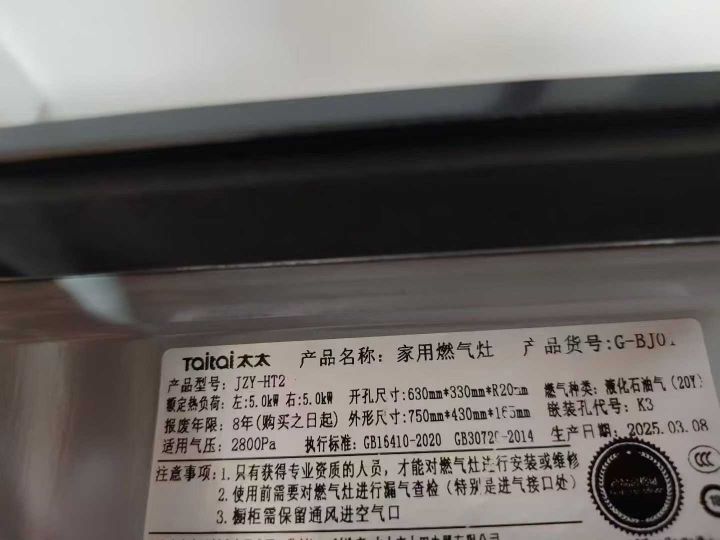 Taitai 太太 产品名称: 家用燃气灶 产品货号:G-BJ01
产品型号: JZY-HT2
额定热负荷: 左:5.0kW 右:5.0kW 开孔尺寸:630mm*330mm*R20mm 燃气种类: 液化石油气(20Y)
报废年限: 8年(购买之日起) 外形尺寸:750mm*430mm*165mm 嵌装孔代号: K3
适用气压: 2800Pa 执行标准: GB16410-2020 GB30720-2014 生产日期: 2025.03.08
注意事项:1.只有获得专业资质的人员, 才能对燃气灶进行安装或维修
2.使用前需要对燃气灶进行漏气查检 (特别是进气接口处)
3.橱柜需保留通风进空气口
CCC